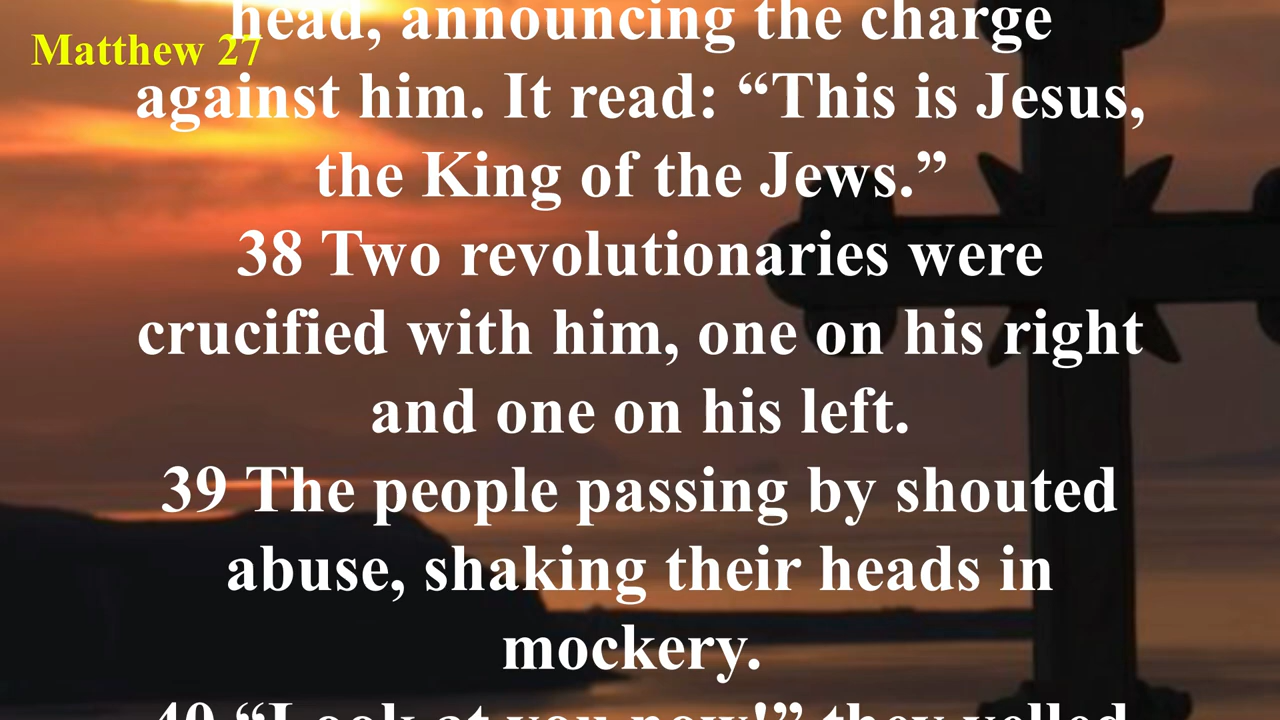 head, announcing the charge
Matthew 27
against him. It read: “This is Jesus,
the King of the Jews.”
38 Two revolutionaries were
crucified with him, one on his right
and one on his left.
39 The people passing by shouted
abuse, shaking their heads in
mockery.
40 “Look at you now!” they yelled